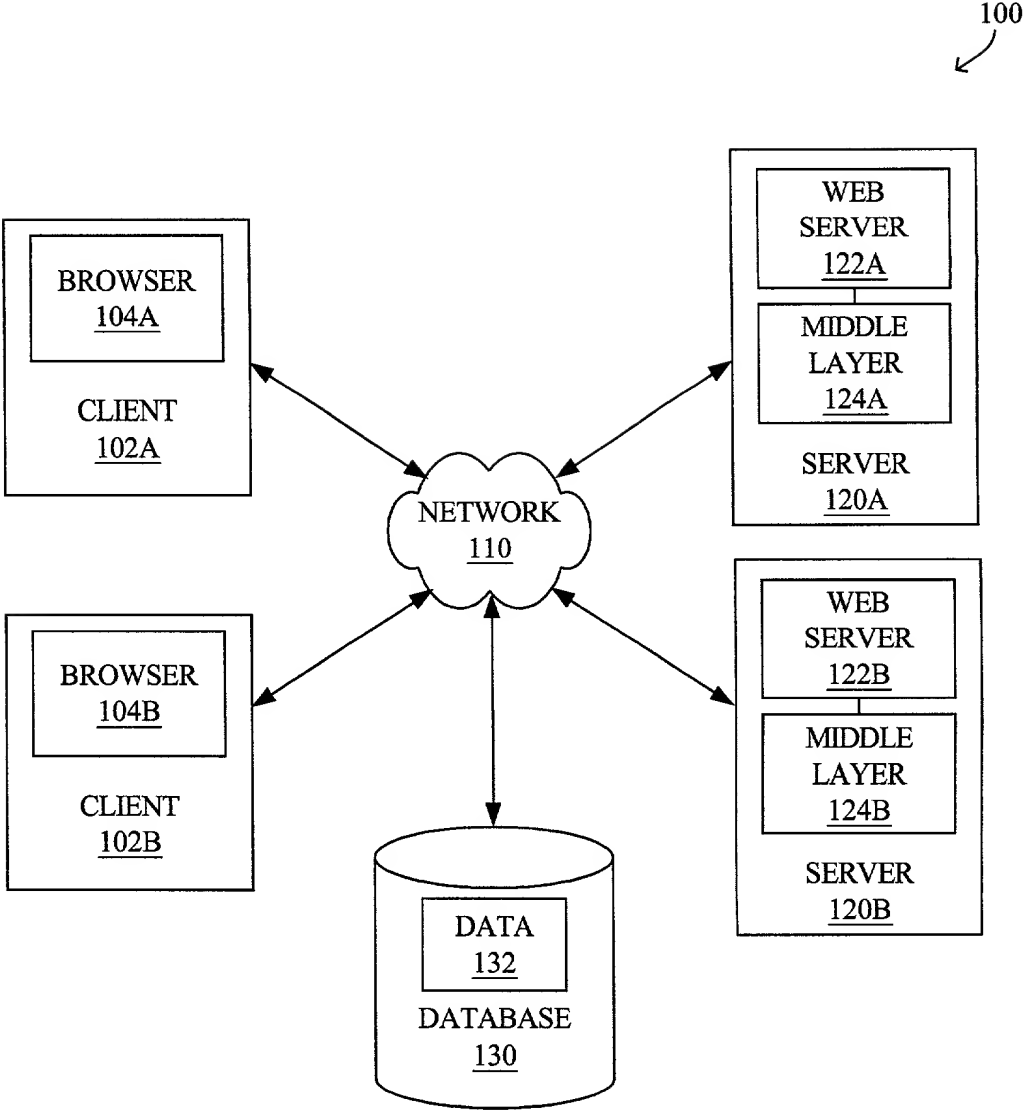 100
WEB
SERVER
122A
MIDDLE
LAYER
124A
SERVER
120A
BROWSER
104A
CLIENT
102A
NETWORK
110
BROWSER
104B
CLIENT
102B
WEB
SERVER
122B
MIDDLE
LAYER
124B
SERVER
120B
DATA
132
DATABASE
130